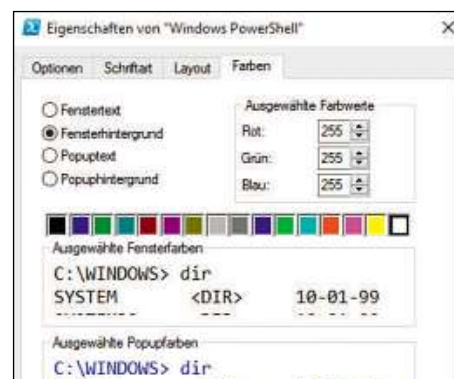 Eigenschaften von "Windows PowerShell"
Optionen Schriftart Layout Farben
Fenstertext
Fensterhintergrund
Popuptext
Popuphintergrund
Ausgewählte Farbwerte
Rot: 255
Grün: 255
Blau: 255
Ausgewählte Fensterfarben
C:\WINDOWS> dir
SYSTEM <DIR> 10-01-99
Ausgewählte Popupfarben
C:\WINDOWS> dir